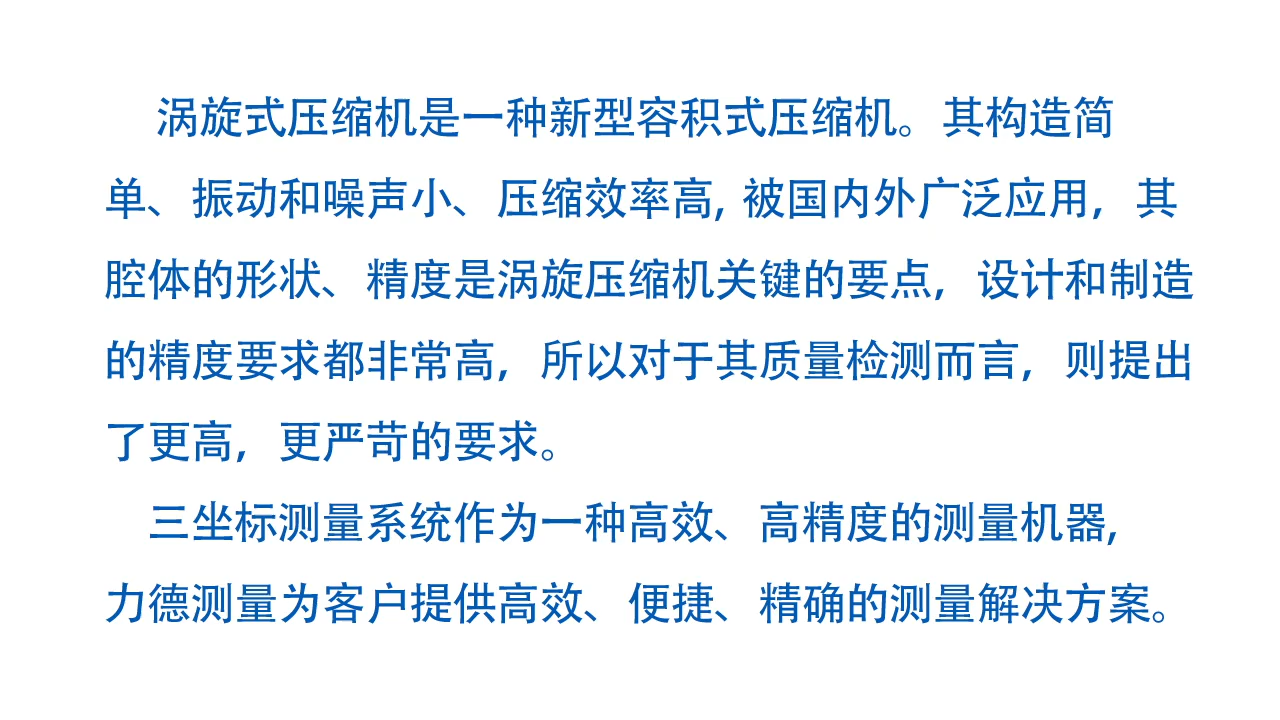 涡旋式压缩机是一种新型容积式压缩机。其构造简
单、振动和噪声小、压缩效率高,被国内外广泛应用，其
腔体的形状、精度是涡旋压缩机关键的要点，设计和制造
的精度要求都非常高，所以对于其质量检测而言，则提出
了更高，更严苛的要求。
三坐标测量系统作为一种高效、高精度的测量机器,
力德测量为客户提供高效、便捷、精确的测量解决方案。